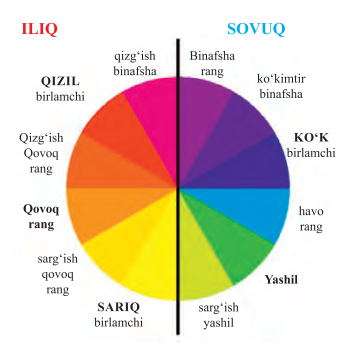 ILIQ
SOVUQ
qizg‘ish
binafsha
Binafsha
rang
QIZIL
birlamchi
ko‘kimtir
binafsha
Qizg‘ish
Qovoq
rang
KO‘K
birlamchi
Qovoq
rang
havo
rang
sarg‘ish
qovoq
rang
Yashil
SARIQ
birlamchi
sarg‘ish
yashil